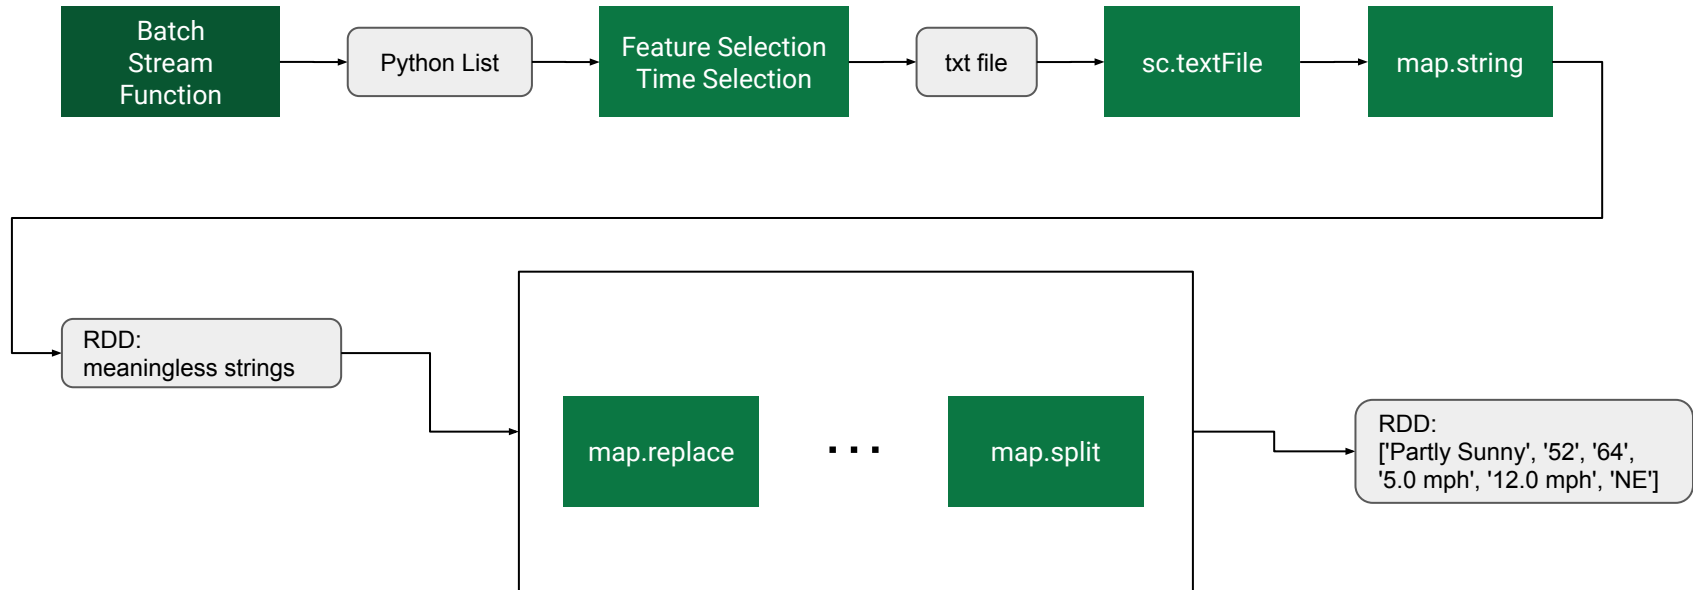 Batch
Stream
Function
Python List
Feature Selection
Time Selection
txt file
sc.textFile
map.string
RDD:
meaningless strings
map.replace
...
map.split
RDD:
['Partly Sunny', '52', '64',
'5.0 mph', '12.0 mph', 'NE']